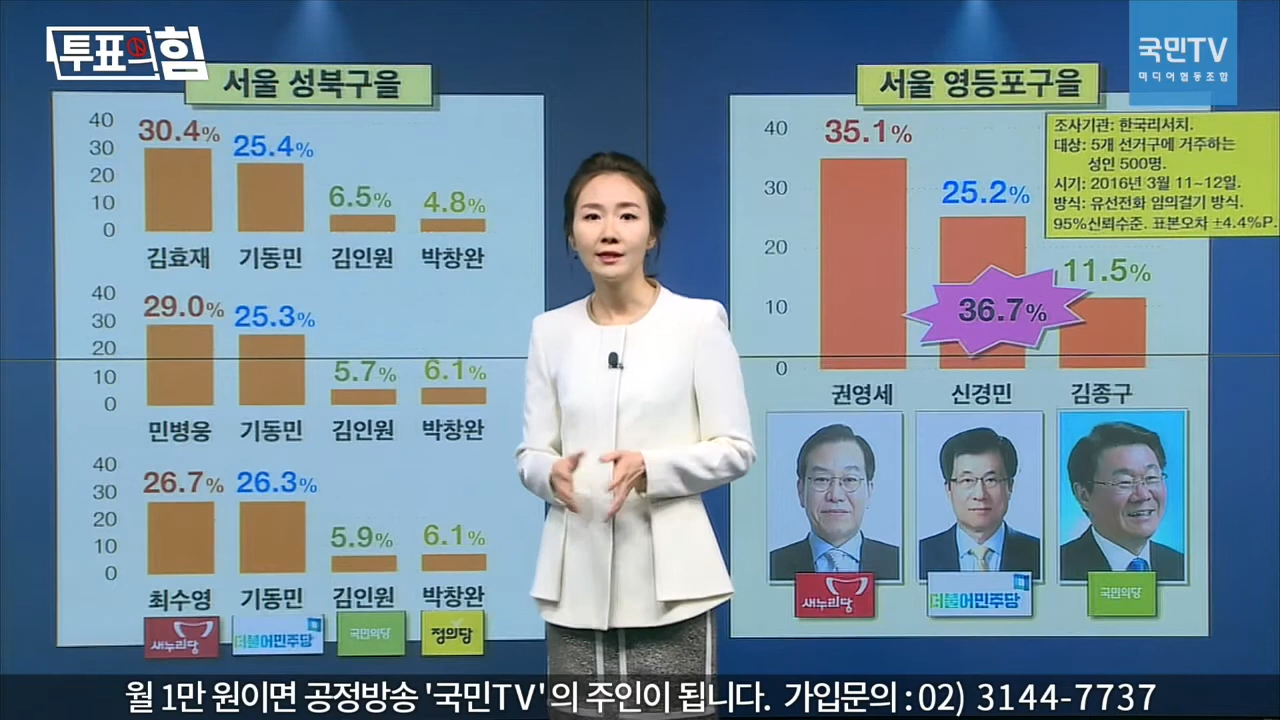 투표의힘
국민TV
미디어협동조합
서울 성북구을
40
30
20
10
0
30.4%
25.4%
6.5%
4.8%
김효재
기동민
김인원
박창완
40
30
20
10
0
29.0%
25.3%
5.7%
6.1%
민병웅
기동민
김인원
박창완
40
30
20
10
0
26.7%
26.3%
5.9%
6.1%
최수영
기동민
김인원
박창완
새누리당
더불어민주당
국민의당
정의당
서울 영등포구을
조사기관: 한국리서치.
대상: 5개 선거구에 거주하는
성인 500명.
시기: 2016년 3월 11~12일.
방식: 유선전화 임의걸기 방식.
95%신뢰수준. 표본오차 ±4.4%P.
40
30
20
10
0
35.1%
25.2%
11.5%
36.7%
권영세
신경민
김종구
새누리당
더불어민주당
국민의당
월 1만 원이면 공정방송 '국민TV' 의 주인이 됩니다. 가입문의 : 02) 3144-7737